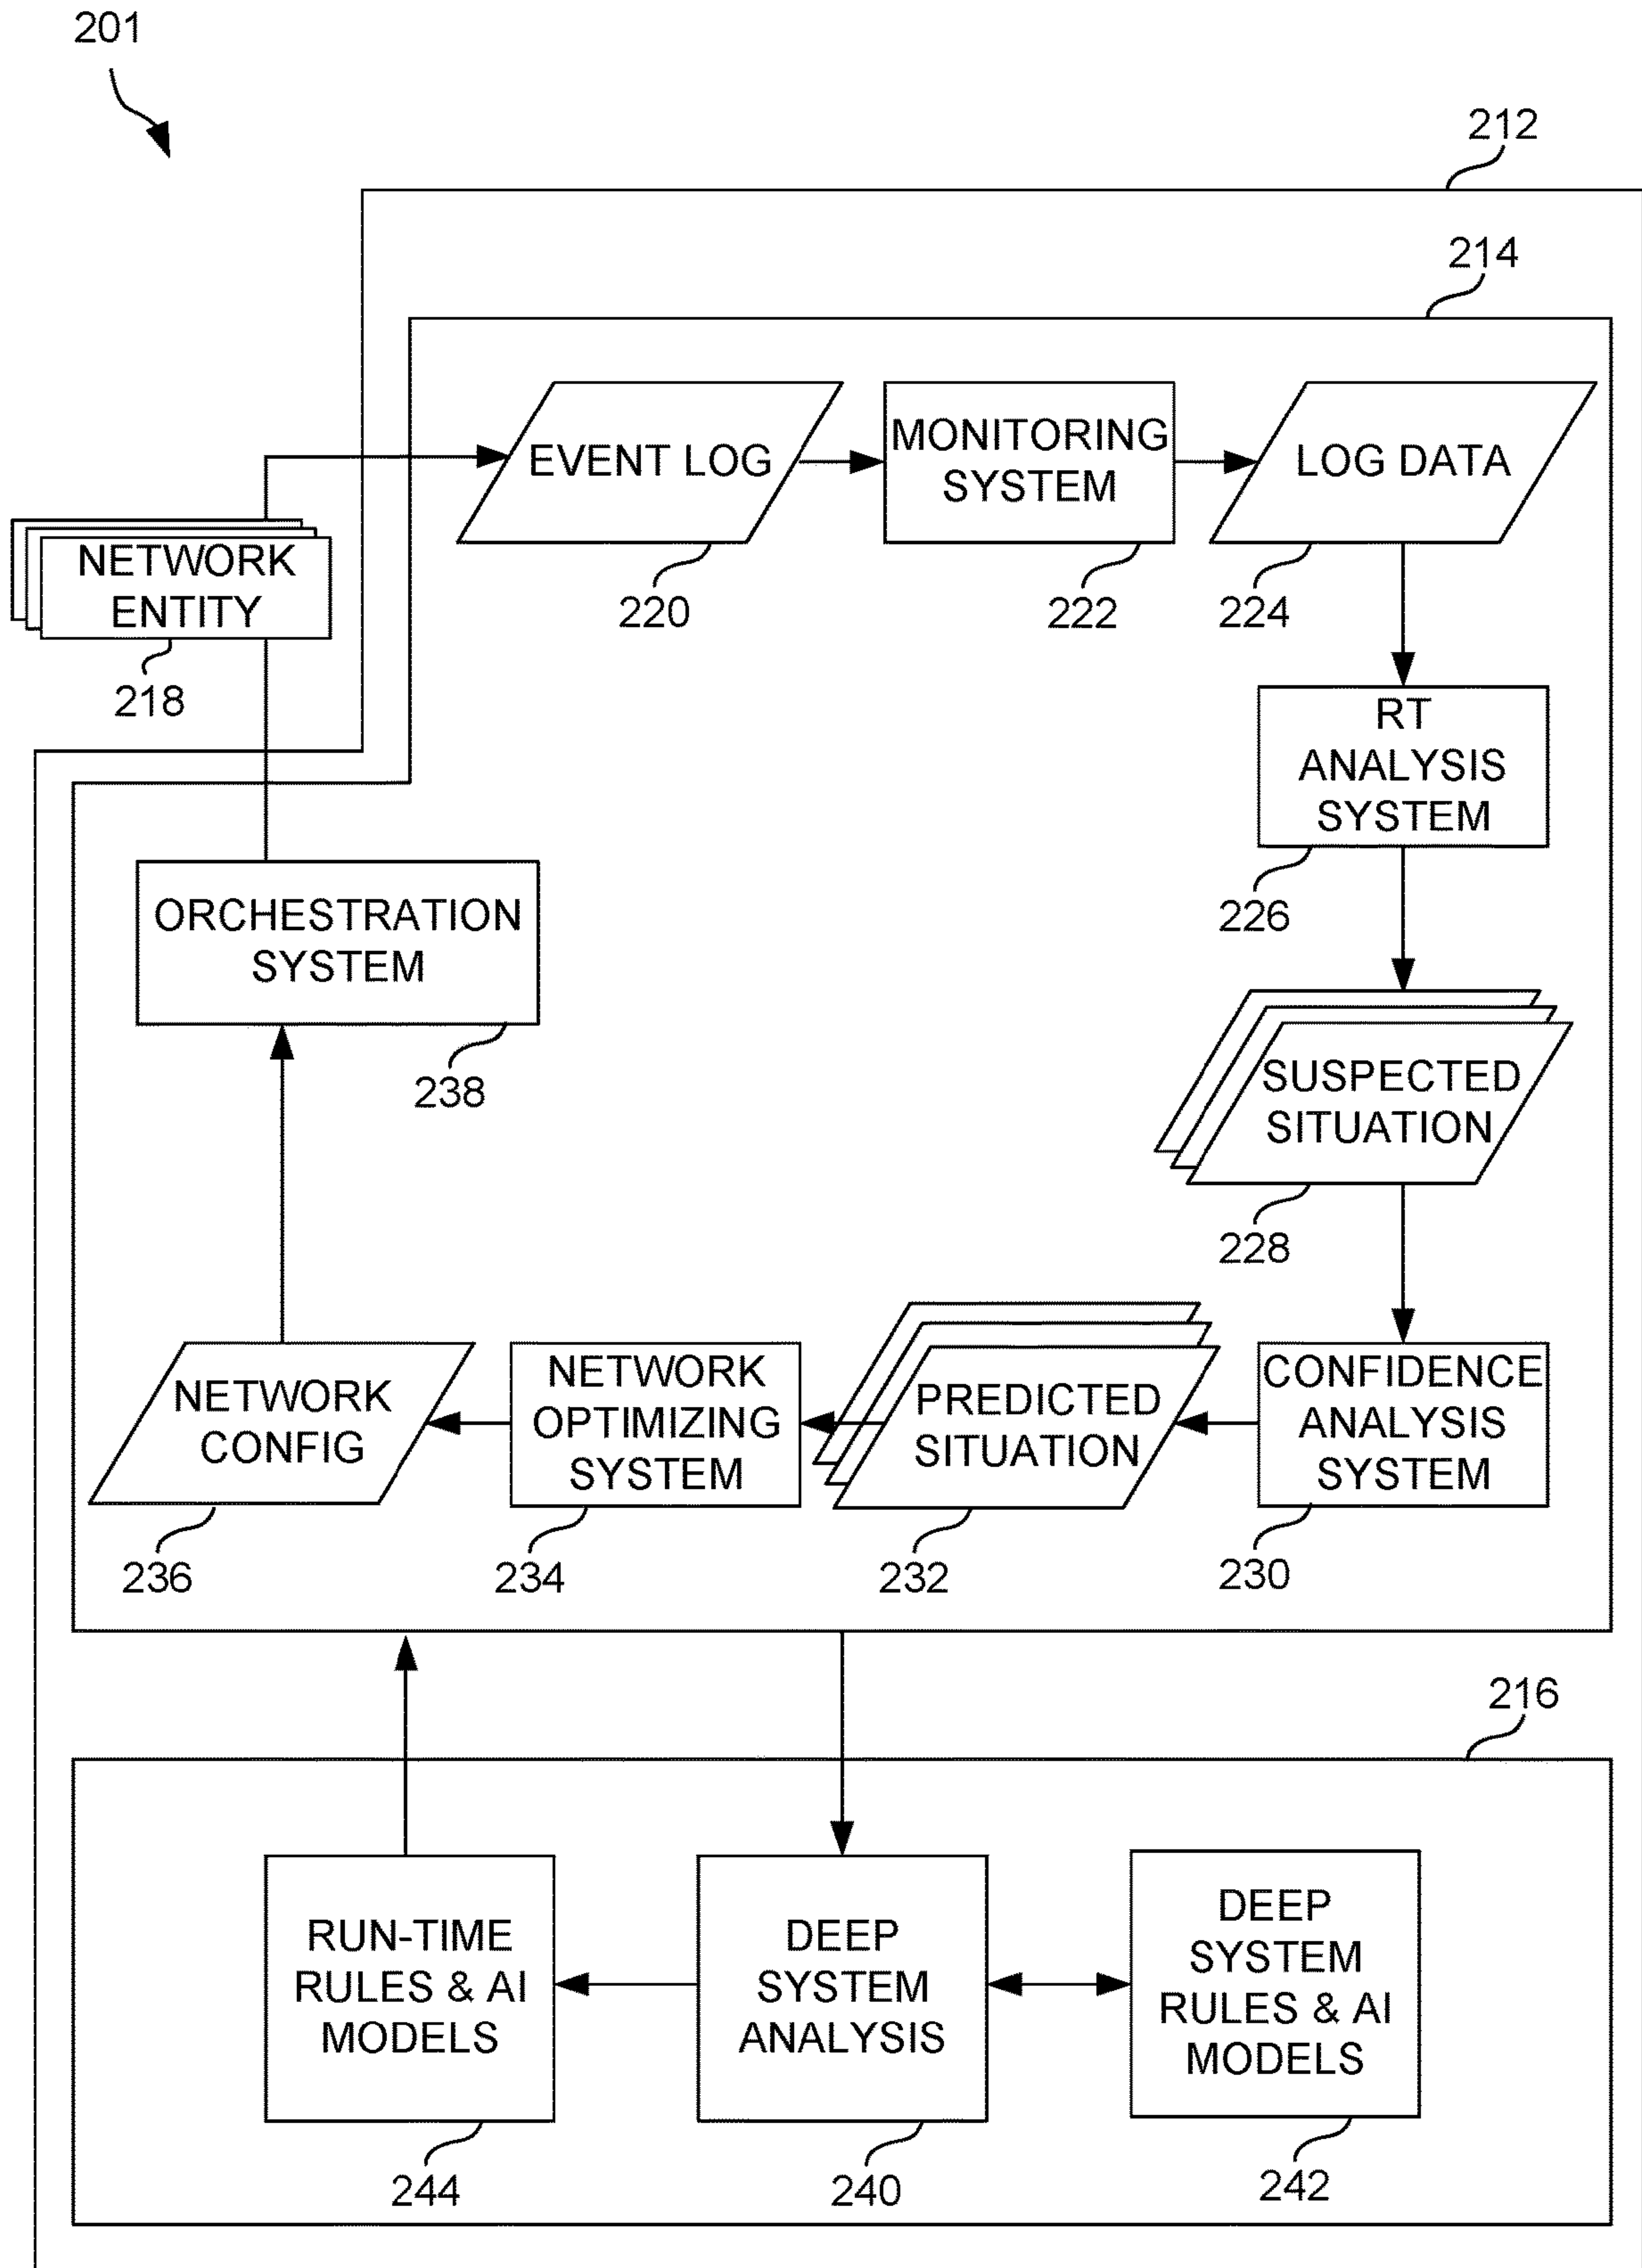 201
212
214
EVENT LOG
220
MONITORING
SYSTEM
222
LOG DATA
224
NETWORK
ENTITY
218
RT
ANALYSIS
SYSTEM
226
ORCHESTRATION
SYSTEM
238
SUSPECTED
SITUATION
228
NETWORK
CONFIG
236
NETWORK
OPTIMIZING
SYSTEM
234
PREDICTED
SITUATION
232
CONFIDENCE
ANALYSIS
SYSTEM
230
216
RUN-TIME
RULES & AI
MODELS
244
DEEP
SYSTEM
ANALYSIS
240
DEEP
SYSTEM
RULES & AI
MODELS
242